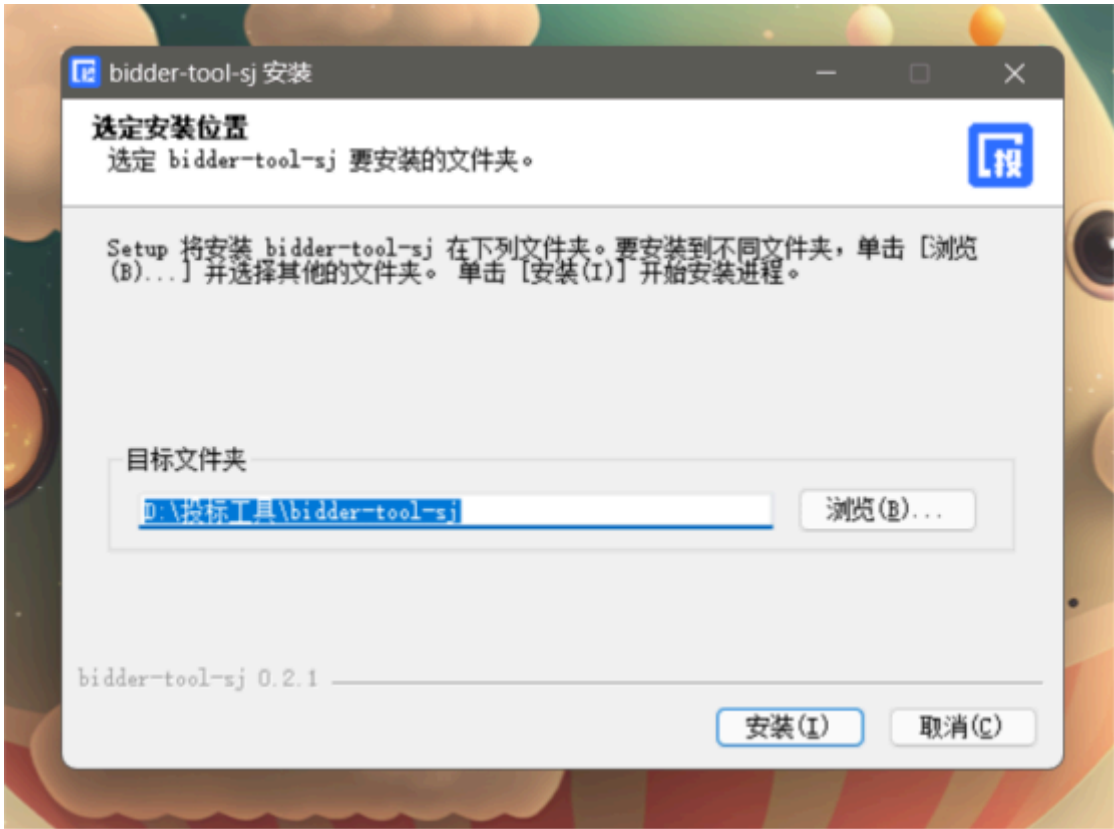 投
bidder-tool-sj 安装
选定安装位置
选定 bidder-tool-sj 要安装的文件夹。
投
Setup 将安装 bidder-tool-sj 在下列文件夹。要安装到不同文件夹，单击 [浏览
(B)...] 并选择其他的文件夹。 单击 [安装(I)] 开始安装进程。
目标文件夹
D:\投标工具\bidder-tool-sj
浏览(B)...
bidder-tool-sj 0.2.1
安装(I)
取消(C)